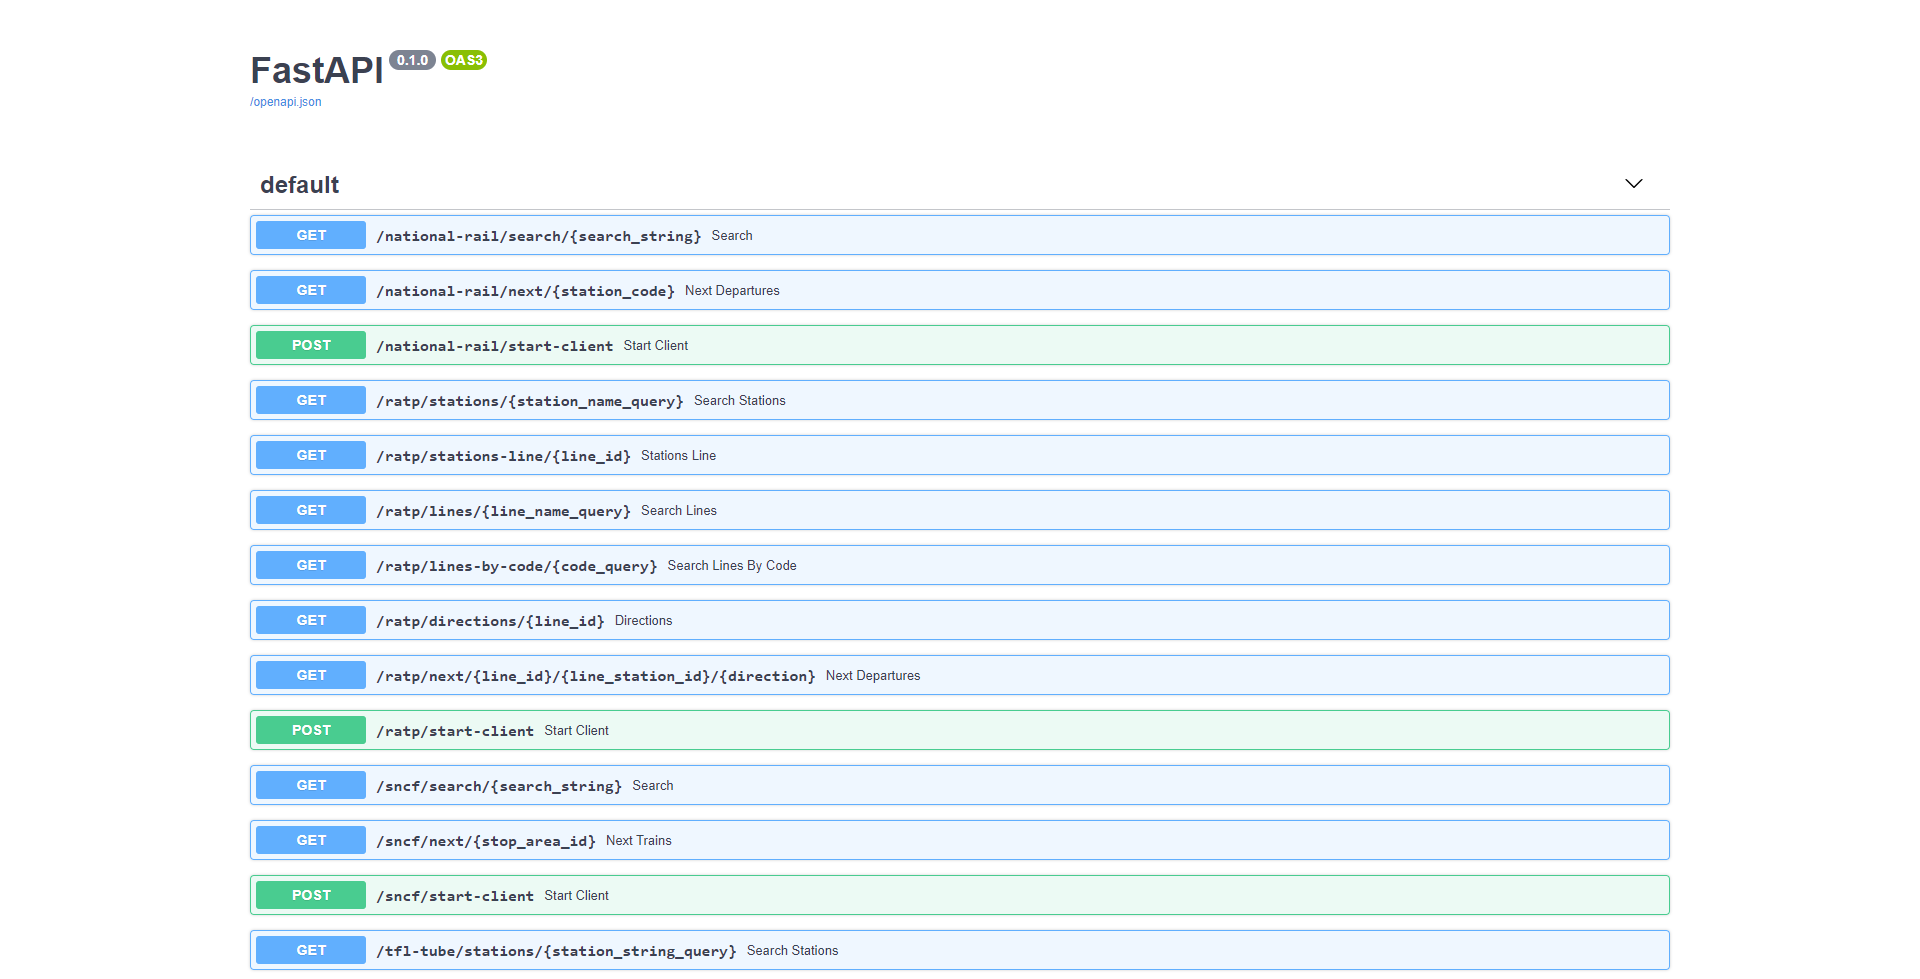 FastAPI 0.1.0 OAS3
/openapi.json
default
GET /national-rail/search/{search_string} Search
GET /national-rail/next/{station_code} Next Departures
POST /national-rail/start-client Start Client
GET /ratp/stations/{station_name_query} Search Stations
GET /ratp/stations-line/{line_id} Stations Line
GET /ratp/lines/{line_name_query} Search Lines
GET /ratp/lines-by-code/{code_query} Search Lines By Code
GET /ratp/directions/{line_id} Directions
GET /ratp/next/{line_id}/{line_station_id}/{direction} Next Departures
POST /ratp/start-client Start Client
GET /sncf/search/{search_string} Search
GET /sncf/next/{stop_area_id} Next Trains
POST /sncf/start-client Start Client
GET /tfl-tube/stations/{station_string_query} Search Stations